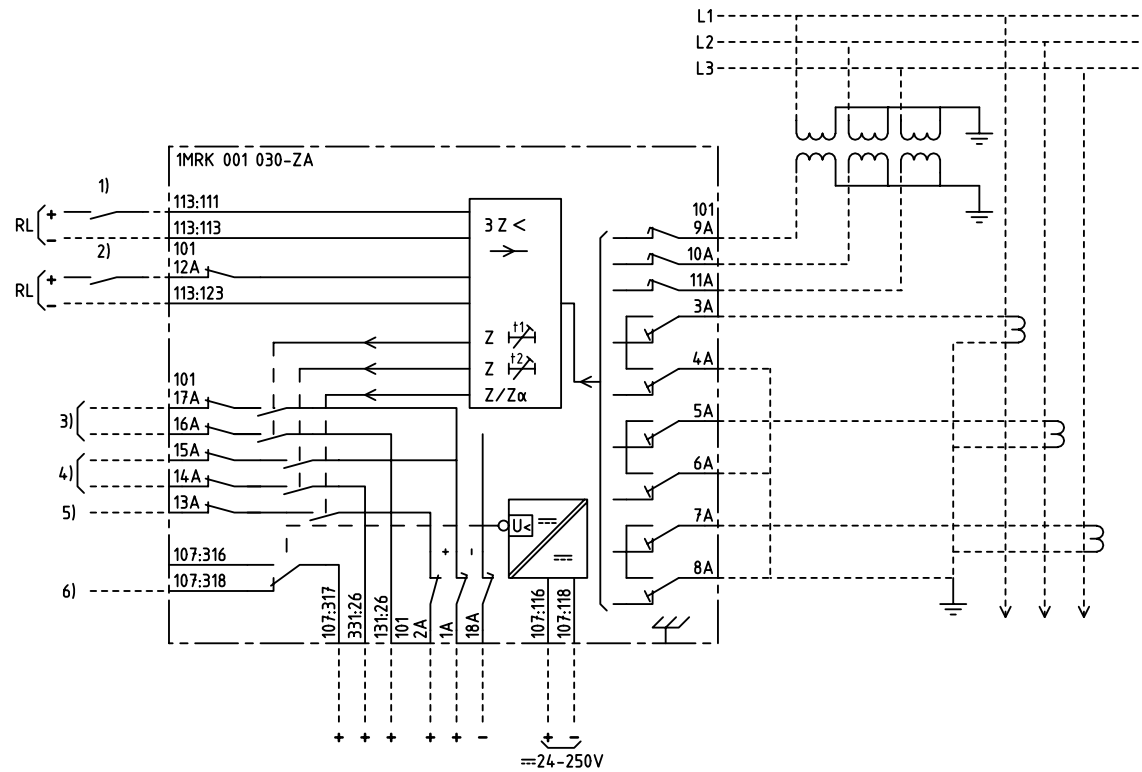 L1
L2
L3
1MRK 001 030-ZA
1)
RL
+
113:111
-
113:113
2)
101
RL
+
12A
-
113:123
3Z<
Z t1
Z t2
Z/Zα
101
9A
10A
11A
3A
4A
5A
6A
7A
8A
101
3)
17A
16A
4)
15A
14A
5)
13A
U<
+ -
107:316
6)
107:318
107:317
331:26
131:26
101
2A
1A
18A
107:116
107:118
+ + + + + - + -
⎓24-250V